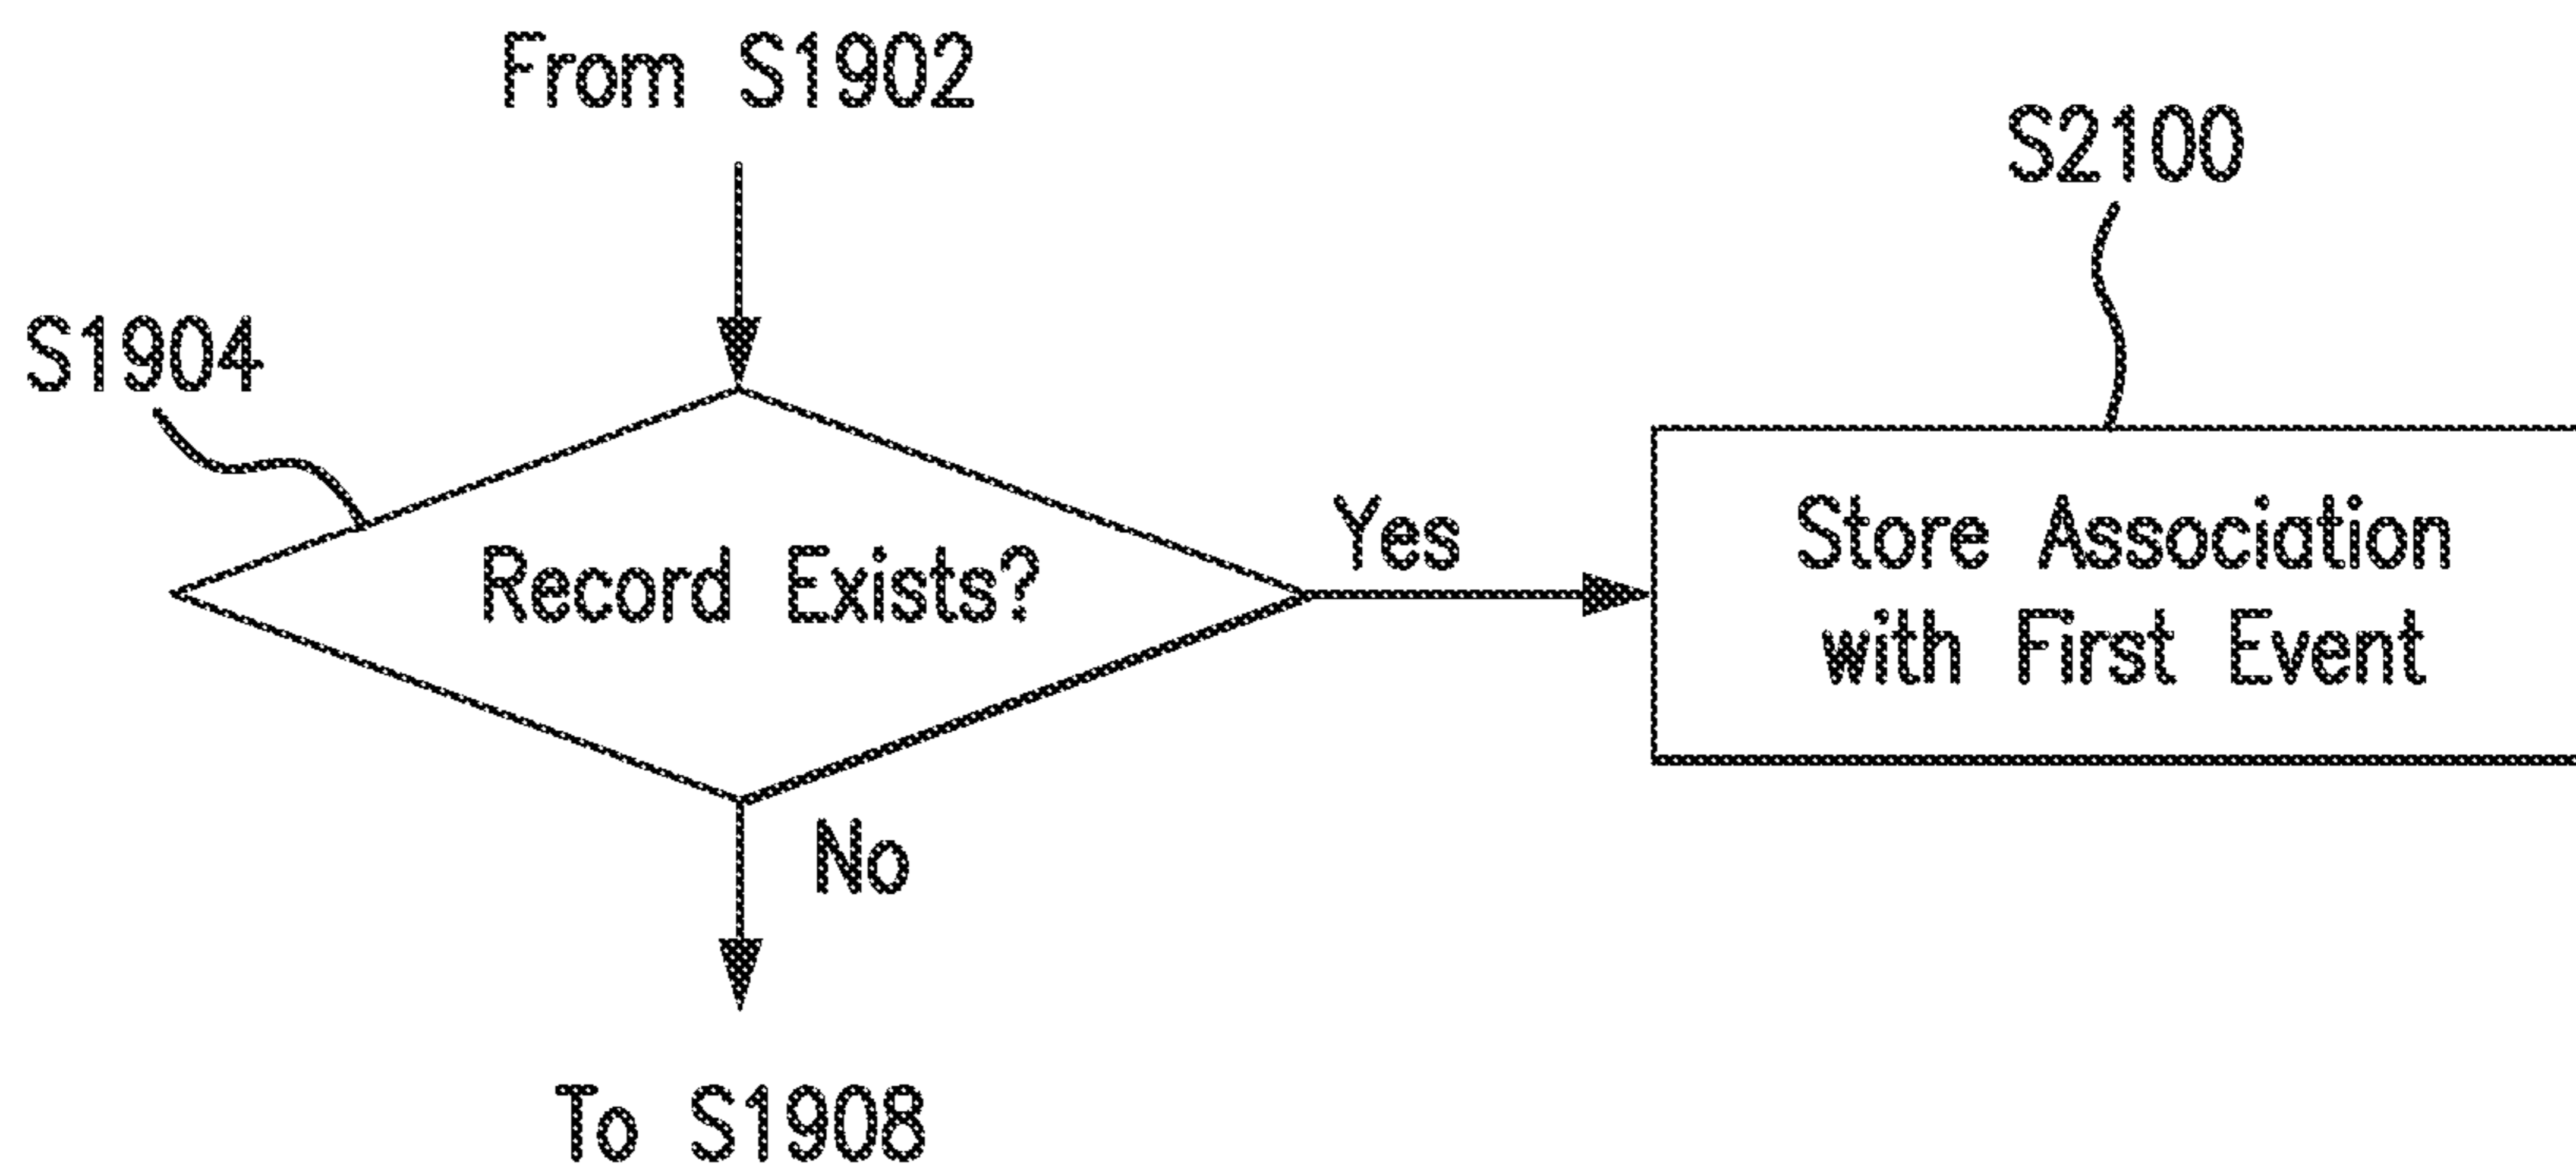 From S1902
S2100
S1904
Record Exists?
Yes
Store Association
with First Event
No
To S1908